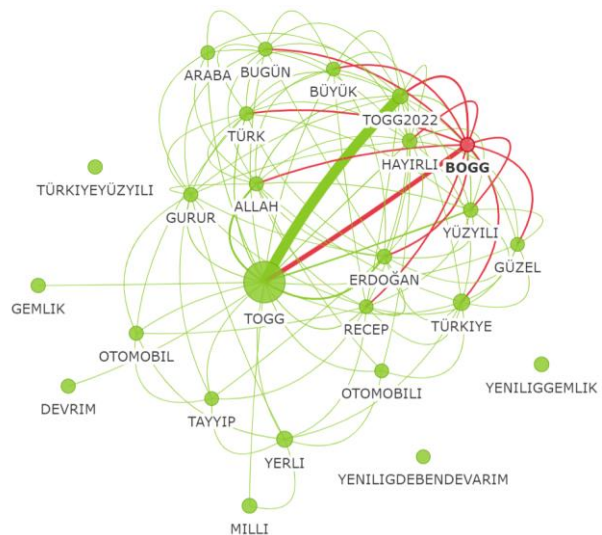 ARABA
BUGÜN
BÜYÜK
TOGG2022
TÜRK
HAYIRLI
BOGG
TÜRKIYEYÜZYILI
GURUR
ALLAH
YÜZYILI
GÜZEL
ERDOĞAN
GEMLIK
TOGG
RECEP
TÜRKIYE
OTOMOBIL
OTOMOBILI
YENILIGGEMLIK
DEVRIM
TAYYIP
YERLI
YENILIGDEBENDEVARIM
MILLI